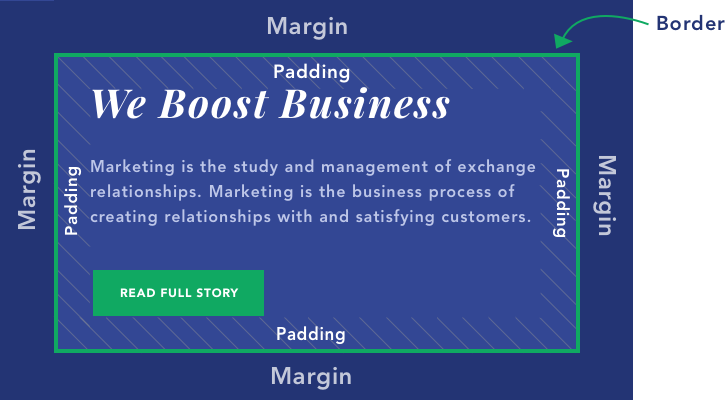 Margin
Border
Padding
We Boost Business
Margin
Padding
Marketing is the study and management of exchange
relationships. Marketing is the business process of
creating relationships with and satisfying customers.
Padding
Margin
READ FULL STORY
Padding
Margin